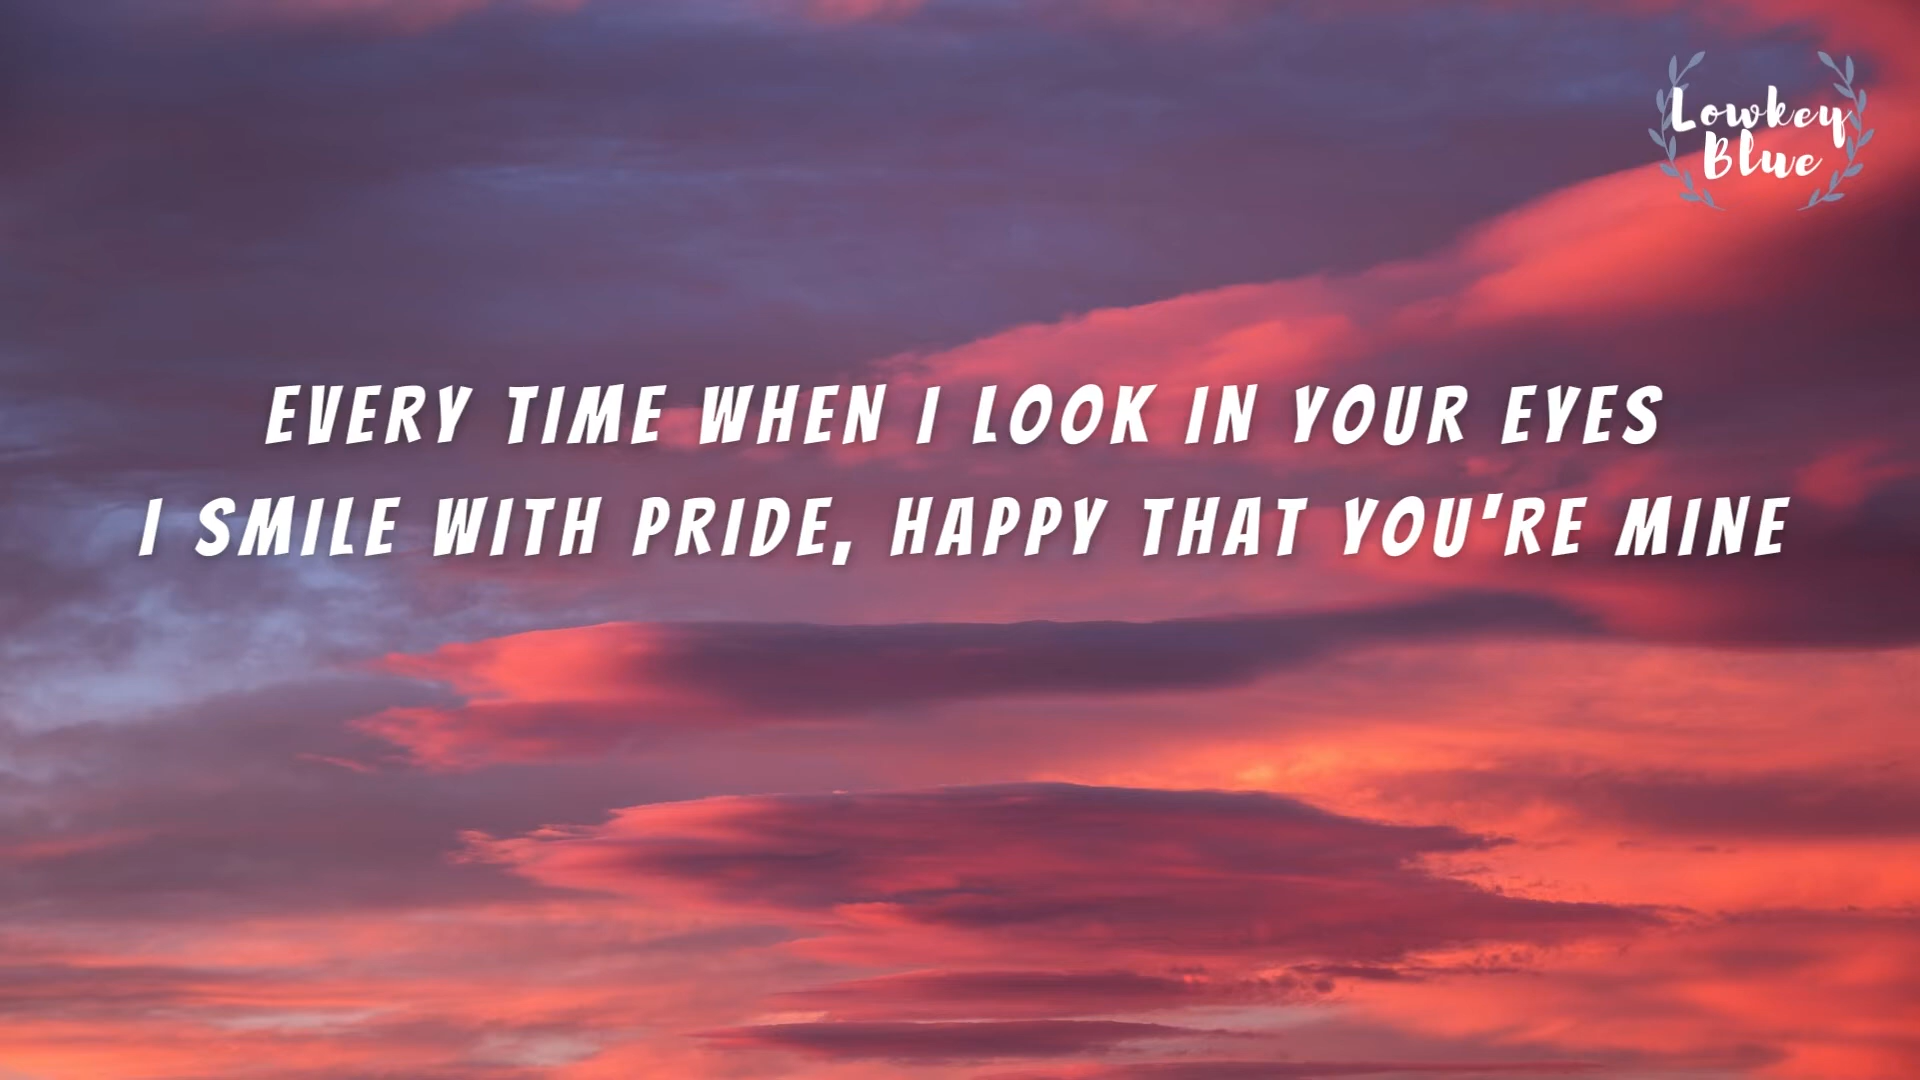 Lowkey
Blue
EVERY TIME WHEN I LOOK IN YOUR EYES
I SMILE WITH PRIDE, HAPPY THAT YOU'RE MINE